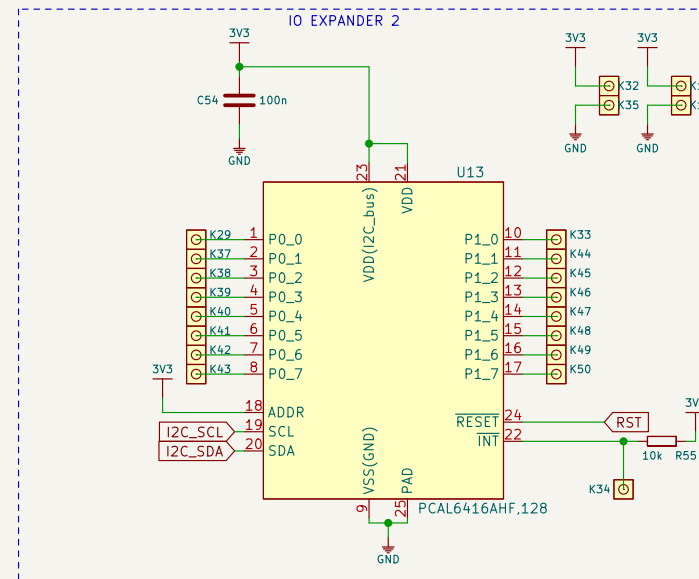 IO EXPANDER 2
3V3
3V3
3V3
C54
100n
K32
K35
GND
GND
GND
23
21
U13
VDD(I2C_bus)
VDD
K29 1 P0_0
K37 2 P0_1
K38 3 P0_2
K39 4 P0_3
K40 5 P0_4
K41 6 P0_5
K42 7 P0_6
K43 8 P0_7
P1_0 10 K33
P1_1 11 K44
P1_2 12 K45
P1_3 13 K46
P1_4 14 K47
P1_5 15 K48
P1_6 16 K49
P1_7 17 K50
3V3
18 ADDR
I2C_SCL 19 SCL
I2C_SDA 20 SDA
RESET 24 RST
INT 22
10k R55
K34
VSS(GND)
PAD
9
25
PCAL6416AHF,128
GND